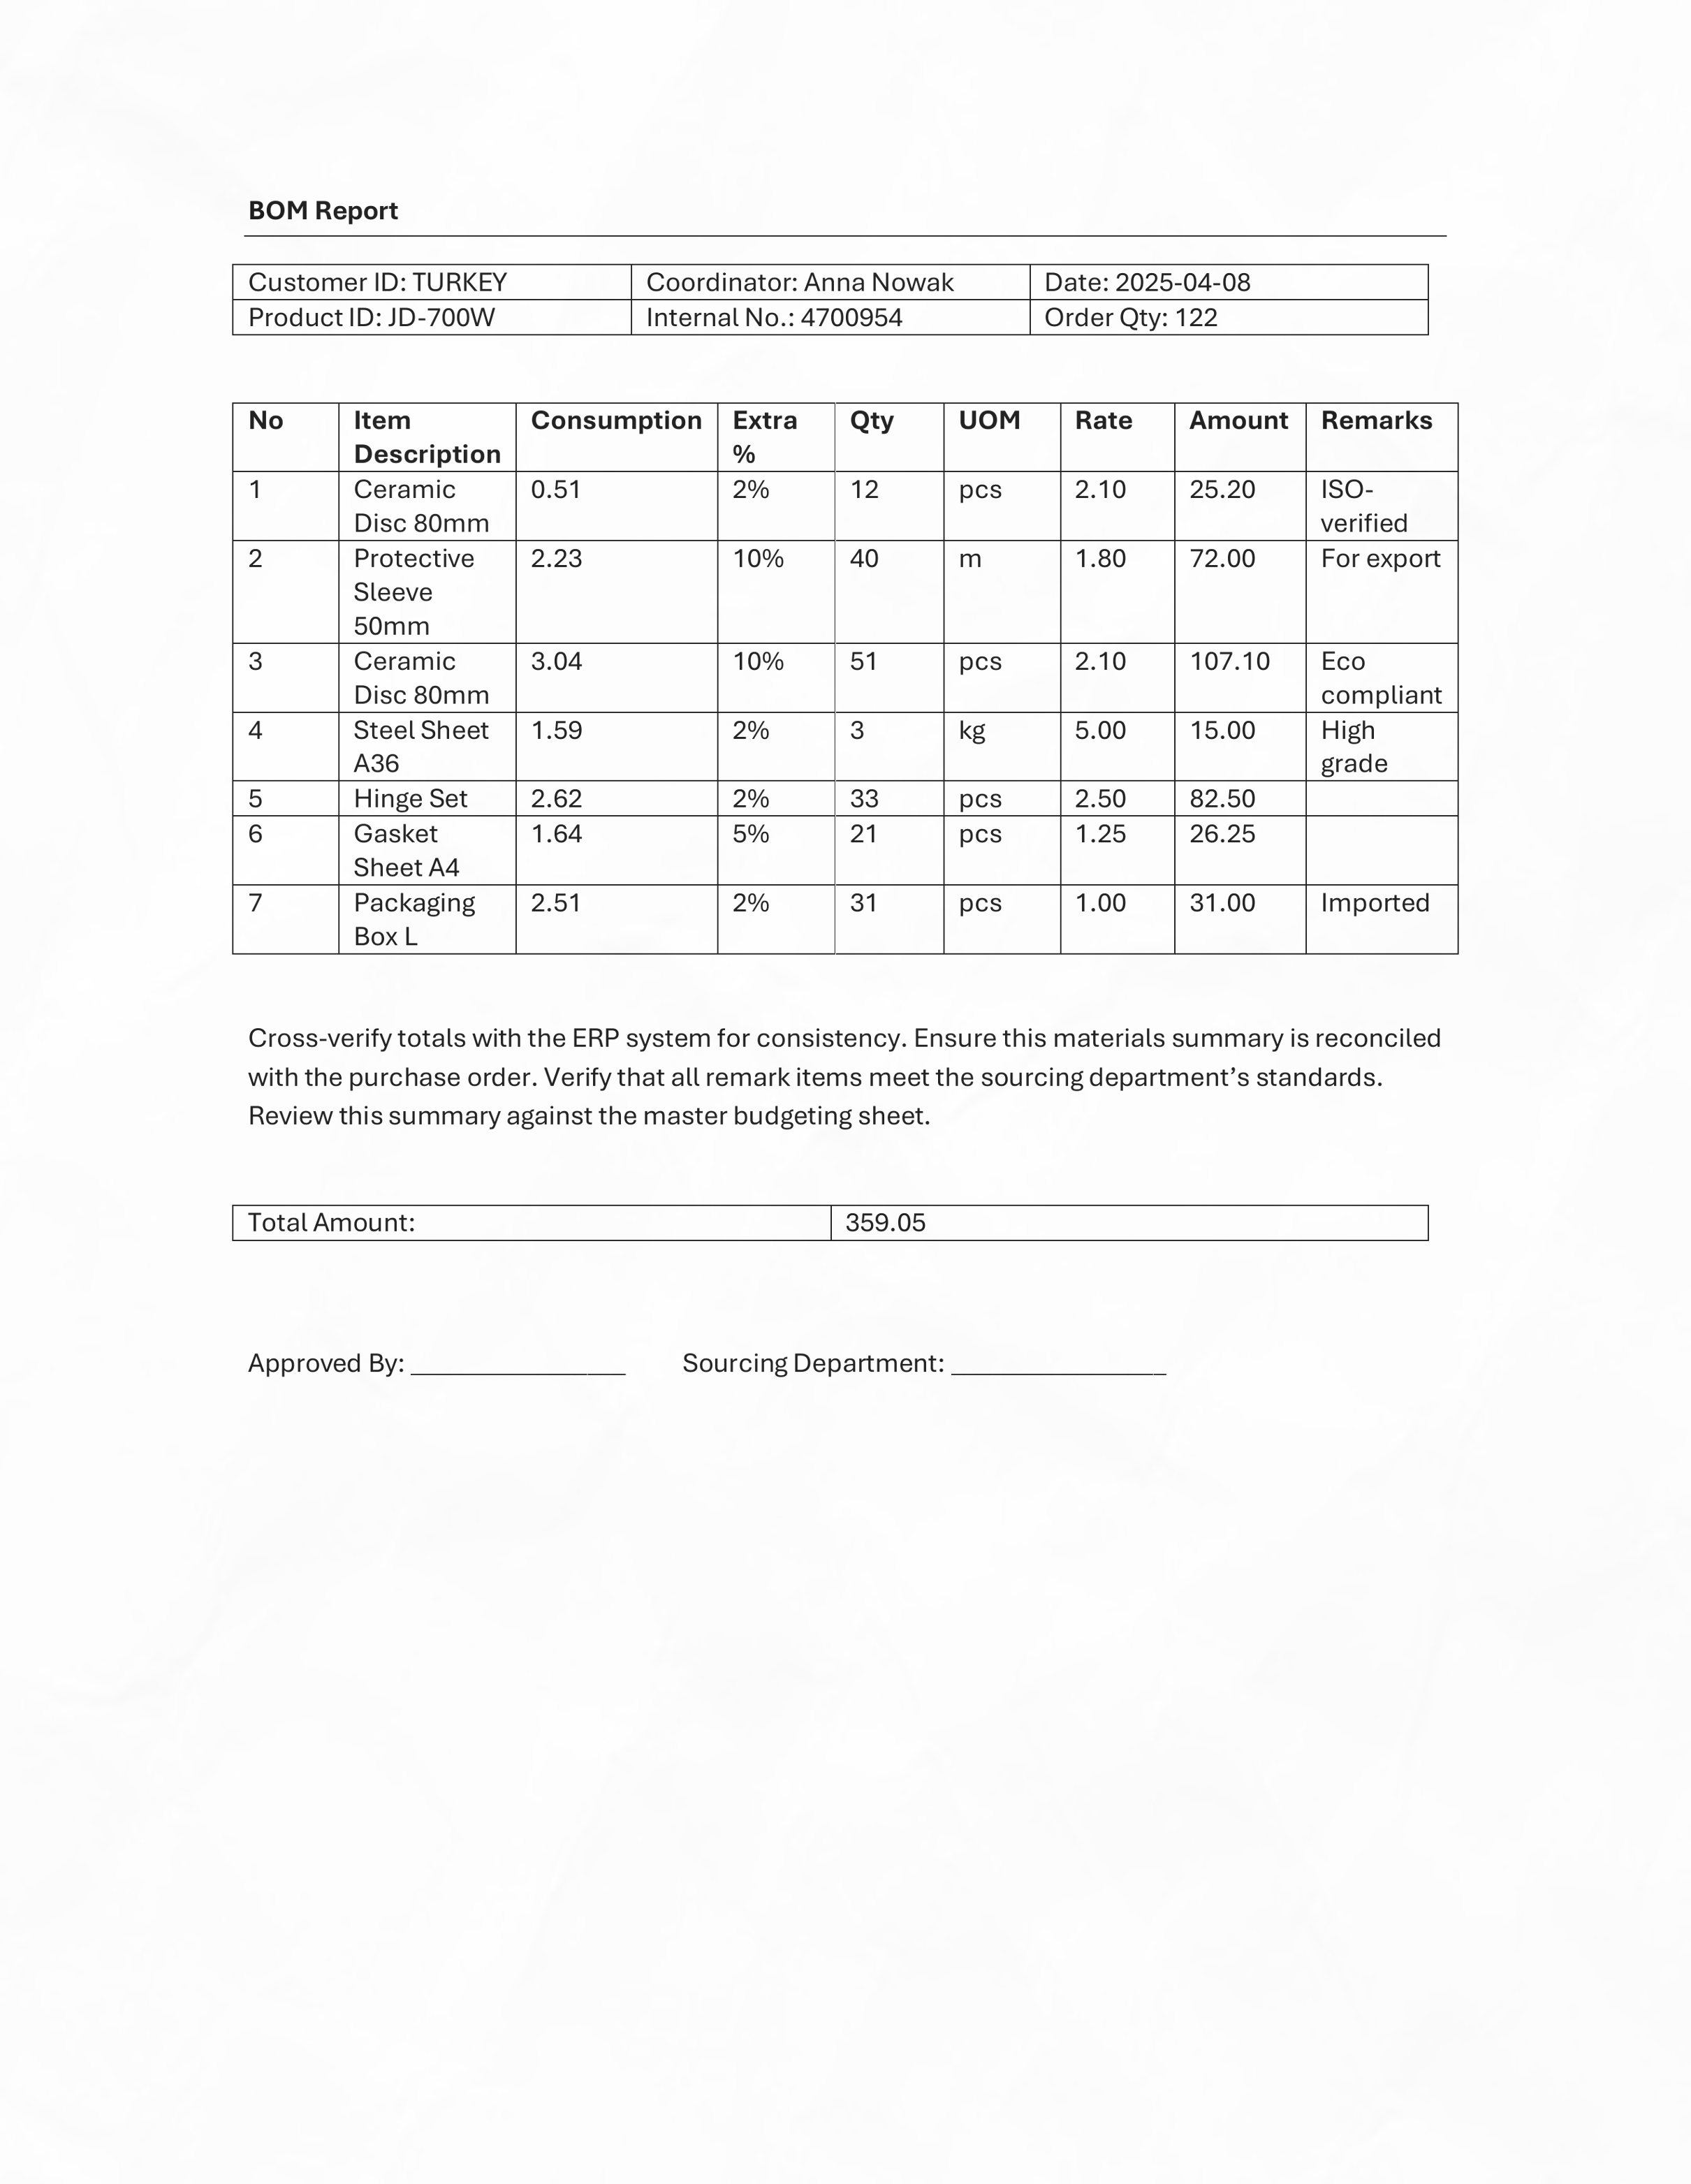 BOM Report
Customer ID: TURKEY Coordinator: Anna Nowak Date: 2025-04-08
Product ID: JD-700W Internal No.: 4700954 Order Qty: 122
No Item Description Consumption Extra % Qty UOM Rate Amount Remarks
1 Ceramic Disc 80mm 0.51 2% 12 pcs 2.10 25.20 ISO-verified
2 Protective Sleeve 50mm 2.23 10% 40 m 1.80 72.00 For export
3 Ceramic Disc 80mm 3.04 10% 51 pcs 2.10 107.10 Eco compliant
4 Steel Sheet A36 1.59 2% 3 kg 5.00 15.00 High grade
5 Hinge Set 2.62 2% 33 pcs 2.50 82.50
6 Gasket Sheet A4 1.64 5% 21 pcs 1.25 26.25
7 Packaging Box L 2.51 2% 31 pcs 1.00 31.00 Imported
Cross-verify totals with the ERP system for consistency. Ensure this materials summary is reconciled
with the purchase order. Verify that all remark items meet the sourcing department’s standards.
Review this summary against the master budgeting sheet.
Total Amount: 359.05
Approved By: ________________ Sourcing Department: ________________